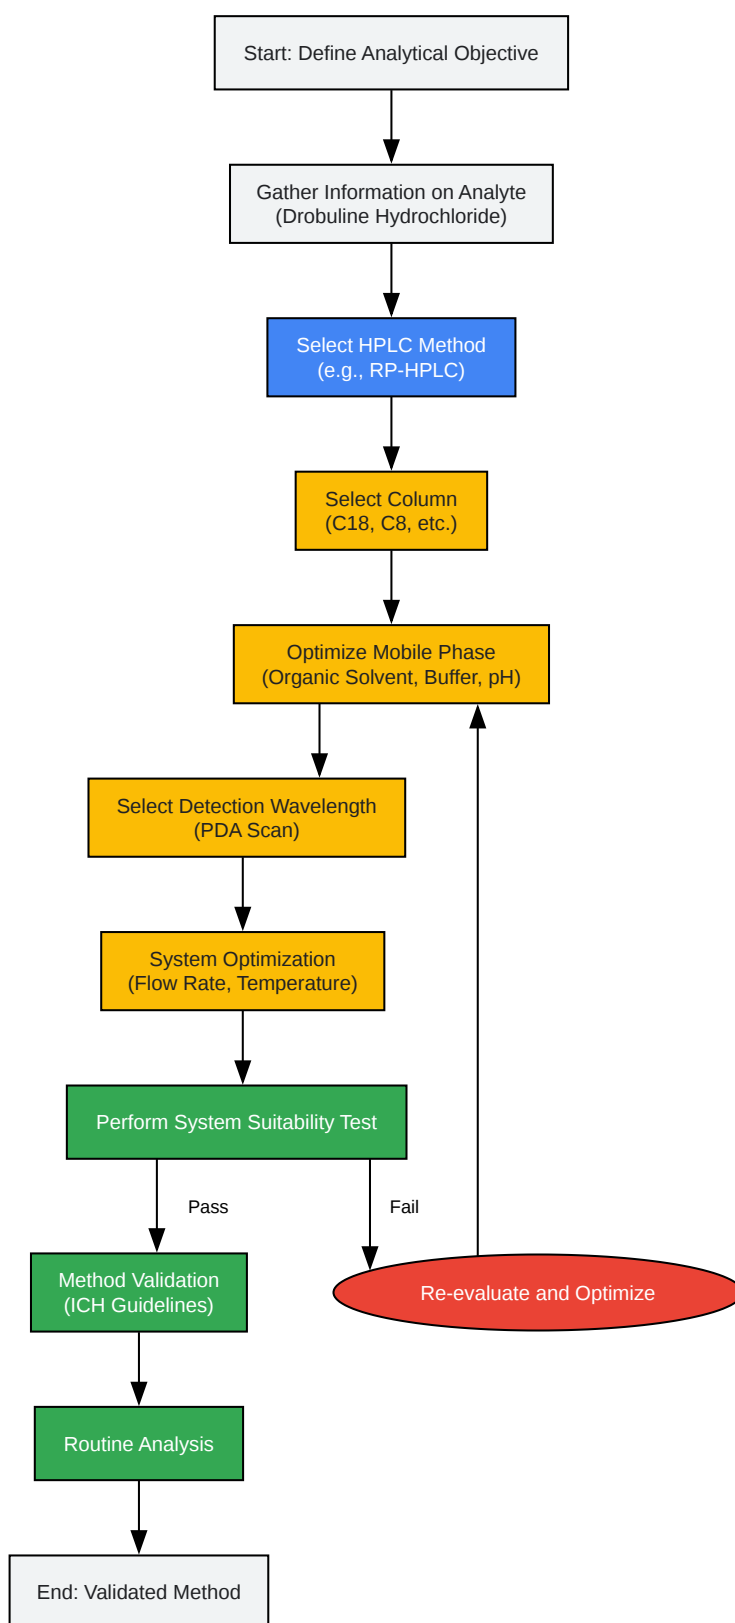 Start: Define Analytical Objective
Gather Information on Analyte
(Drobuline Hydrochloride)
Select HPLC Method
(e.g., RP-HPLC)
Select Column
(C18, C8, etc.)
Optimize Mobile Phase
(Organic Solvent, Buffer, pH)
Select Detection Wavelength
(PDA Scan)
System Optimization
(Flow Rate, Temperature)
Perform System Suitability Test
Pass
Fail
Method Validation
(ICH Guidelines)
Re-evaluate and Optimize
Routine Analysis
End: Validated Method